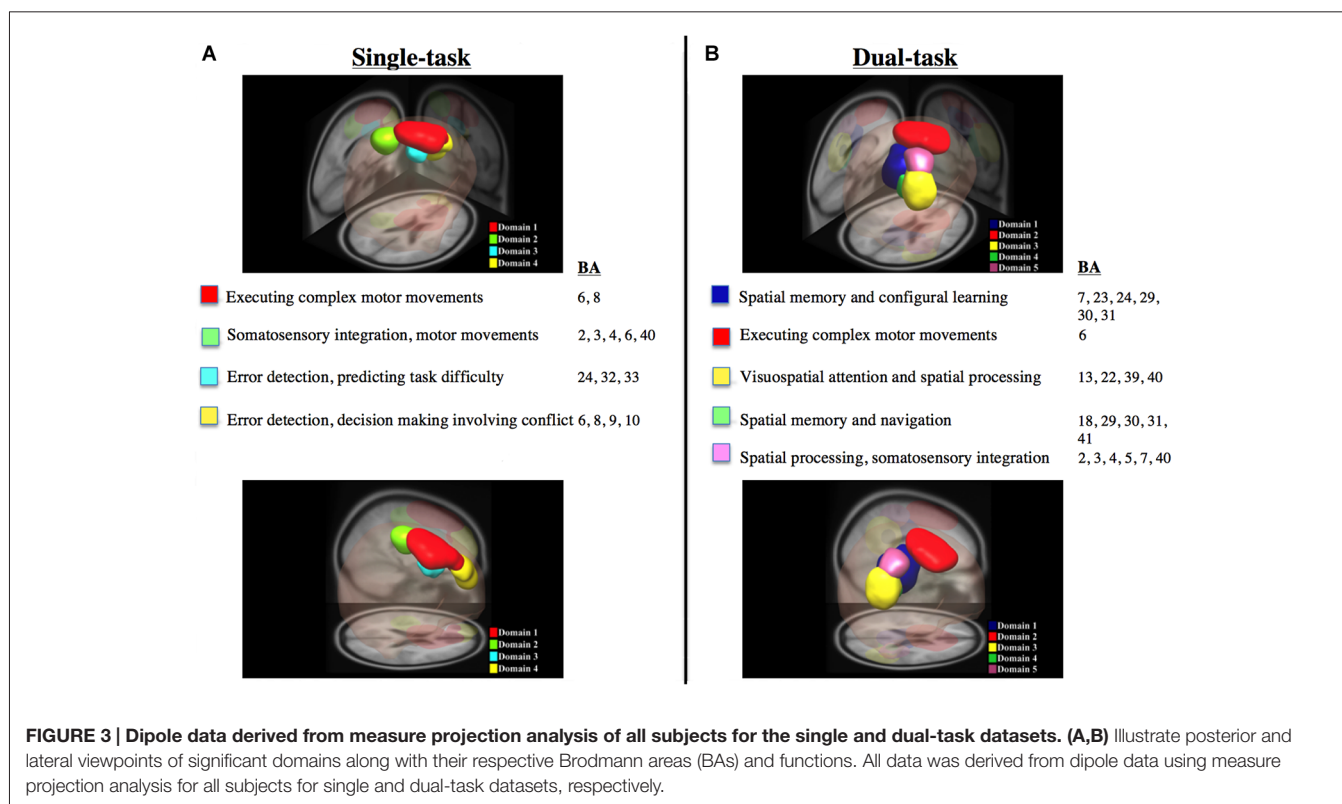 A
Single-task
Domain 1
Domain 2
Domain 3
Domain 4
BA
Executing complex motor movements 6, 8
Somatosensory integration, motor movements 2, 3, 4, 6, 40
Error detection, predicting task difficulty 24, 32, 33
Error detection, decision making involving conflict 6, 8, 9, 10
Domain 1
Domain 2
Domain 3
Domain 4
B
Dual-task
Domain 1
Domain 2
Domain 3
Domain 4
Domain 5
BA
Spatial memory and configural learning 7, 23, 24, 29,
30, 31
Executing complex motor movements 6
Visuospatial attention and spatial processing 13, 22, 39, 40
Spatial memory and navigation 18, 29, 30, 31,
41
Spatial processing, somatosensory integration 2, 3, 4, 5, 7, 40
Domain 1
Domain 2
Domain 3
Domain 4
Domain 5
FIGURE 3 | Dipole data derived from measure projection analysis of all subjects for the single and dual-task datasets. (A,B) Illustrate posterior and
lateral viewpoints of significant domains along with their respective Brodmann areas (BAs) and functions. All data was derived from dipole data using measure
projection analysis for all subjects for single and dual-task datasets, respectively.